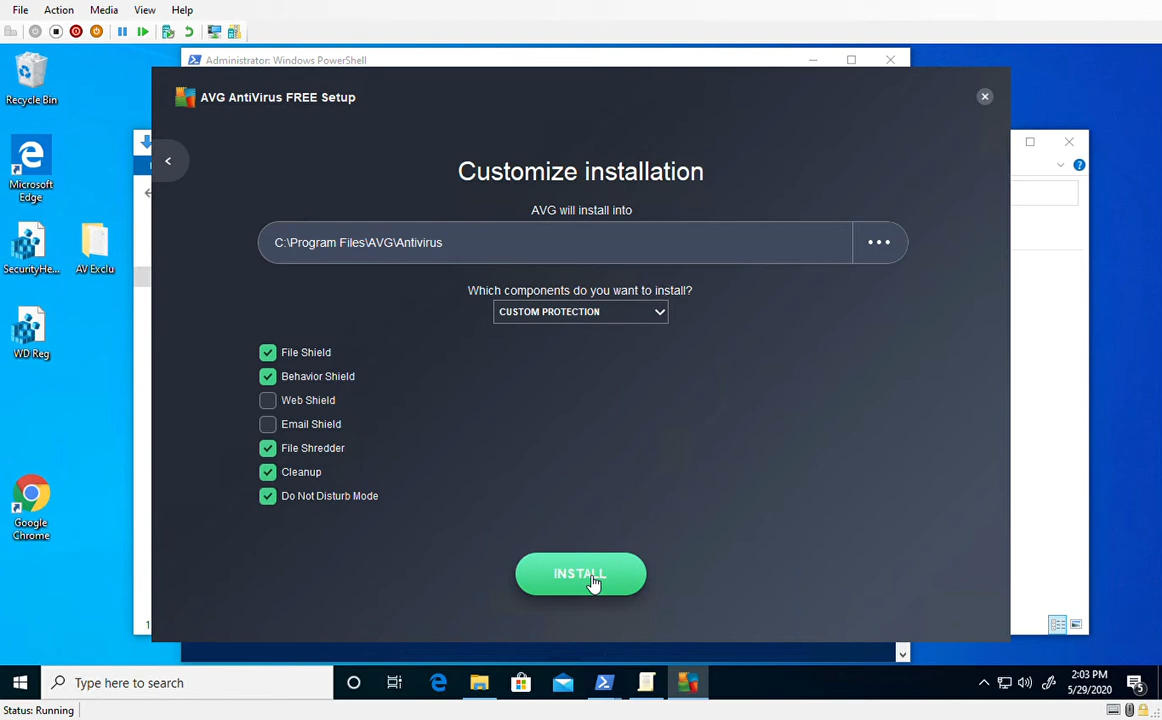 File Action Media View Help
Administrator: Windows PowerShell
Recycle Bin
AVG AntiVirus FREE Setup
Customize installation
Microsoft
Edge
AVG will install into
C:\Program Files\AVG\Antivirus
SecurityHe...
AV Exclu
Which components do you want to install?
CUSTOM PROTECTION
WD Reg
File Shield
Behavior Shield
Web Shield
Email Shield
File Shredder
Cleanup
Do Not Disturb Mode
Google
Chrome
INSTALL
1
Type here to search
2:03 PM
5/29/2020
5
Status: Running